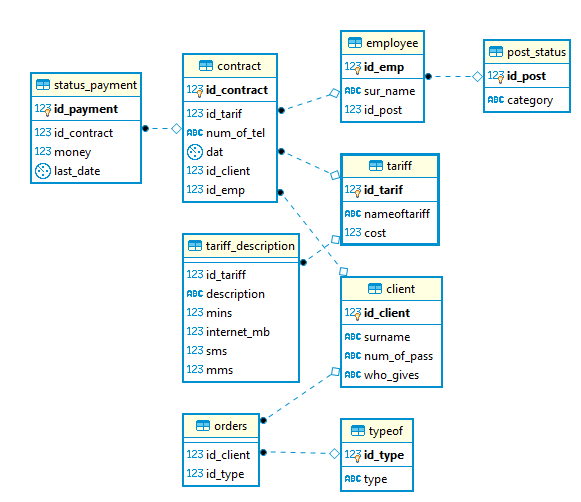 status_payment
123 id_payment
123 id_contract
123 money
last_date
contract
123 id_contract
123 id_tarif
ABC num_of_tel
dat
123 id_client
123 id_emp
employee
123 id_emp
ABC sur_name
123 id_post
post_status
123 id_post
ABC category
tariff
123 id_tarif
ABC nameoftariff
123 cost
tariff_description
123 id_tariff
ABC description
123 mins
123 internet_mb
123 sms
123 mms
client
123 id_client
ABC surname
ABC num_of_pass
ABC who_gives
orders
123 id_client
123 id_type
typeof
123 id_type
ABC type